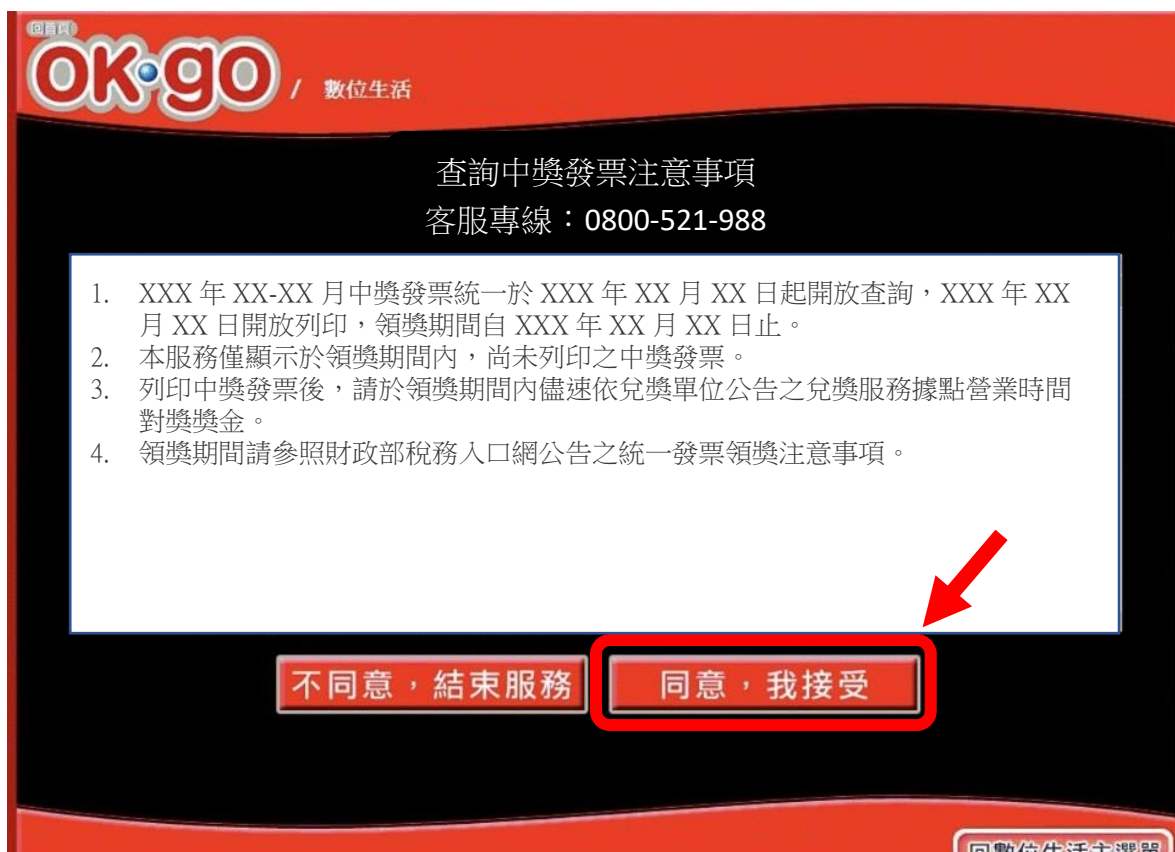 回首頁
OK·go / 數位生活
查詢中獎發票注意事項
客服專線：0800-521-988
1. XXX 年 XX-XX 月中獎發票統一於 XXX 年 XX 月 XX 日起開放查詢，XXX 年 XX
月 XX 日開放列印，領獎期間自 XXX 年 XX 月 XX 日止。
2. 本服務僅顯示於領獎期間內，尚未列印之中獎發票。
3. 列印中獎發票後，請於領獎期間內儘速依兌獎單位公告之兌獎服務據點營業時間
對獎獎金。
4. 領獎期間請參照財政部稅務入口網公告之統一發票領獎注意事項。
不同意，結束服務
同意，我接受
回數位生活主選單